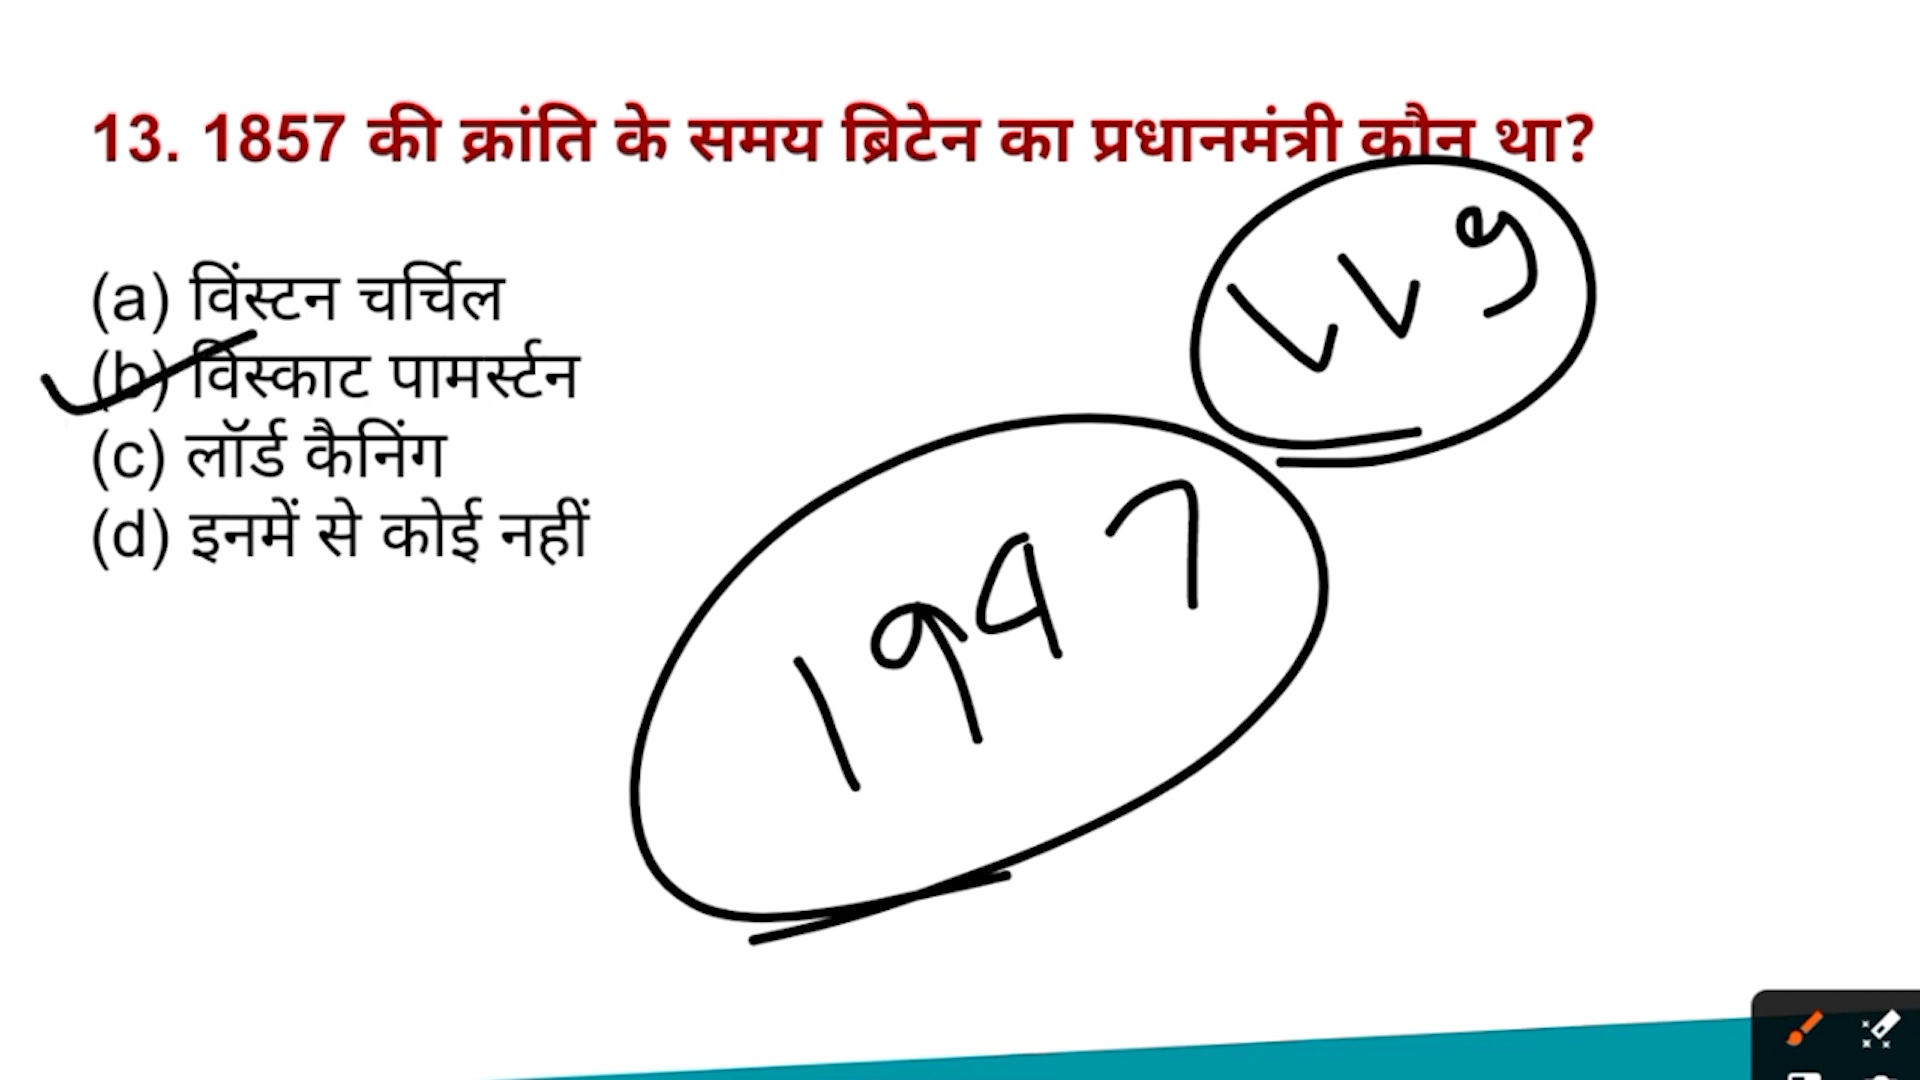 13. 1857 की क्रांति के समय ब्रिटेन का प्रधानमंत्री कौन था?
(a) विंस्टन चर्चिल
(b) विस्काट पामर्स्टन
(c) लॉर्ड कैनिंग
(d) इनमें से कोई नहीं
1947